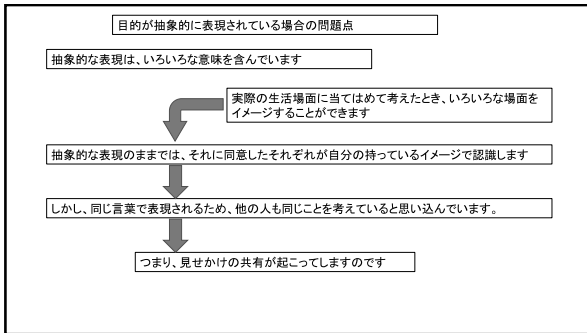 目的が抽象的に表現されている場合の問題点
抽象的な表現は、いろいろな意味を含んでいます
実際の生活場面に当てはめて考えたとき、いろいろな場面を
イメージすることができます
抽象的な表現のままでは、それに同意したそれぞれが自分の持っているイメージで認識します
しかし、同じ言葉で表現されるため、他の人も同じことを考えていると思い込んでいます。
つまり、見せかけの共有が起こってしますのです